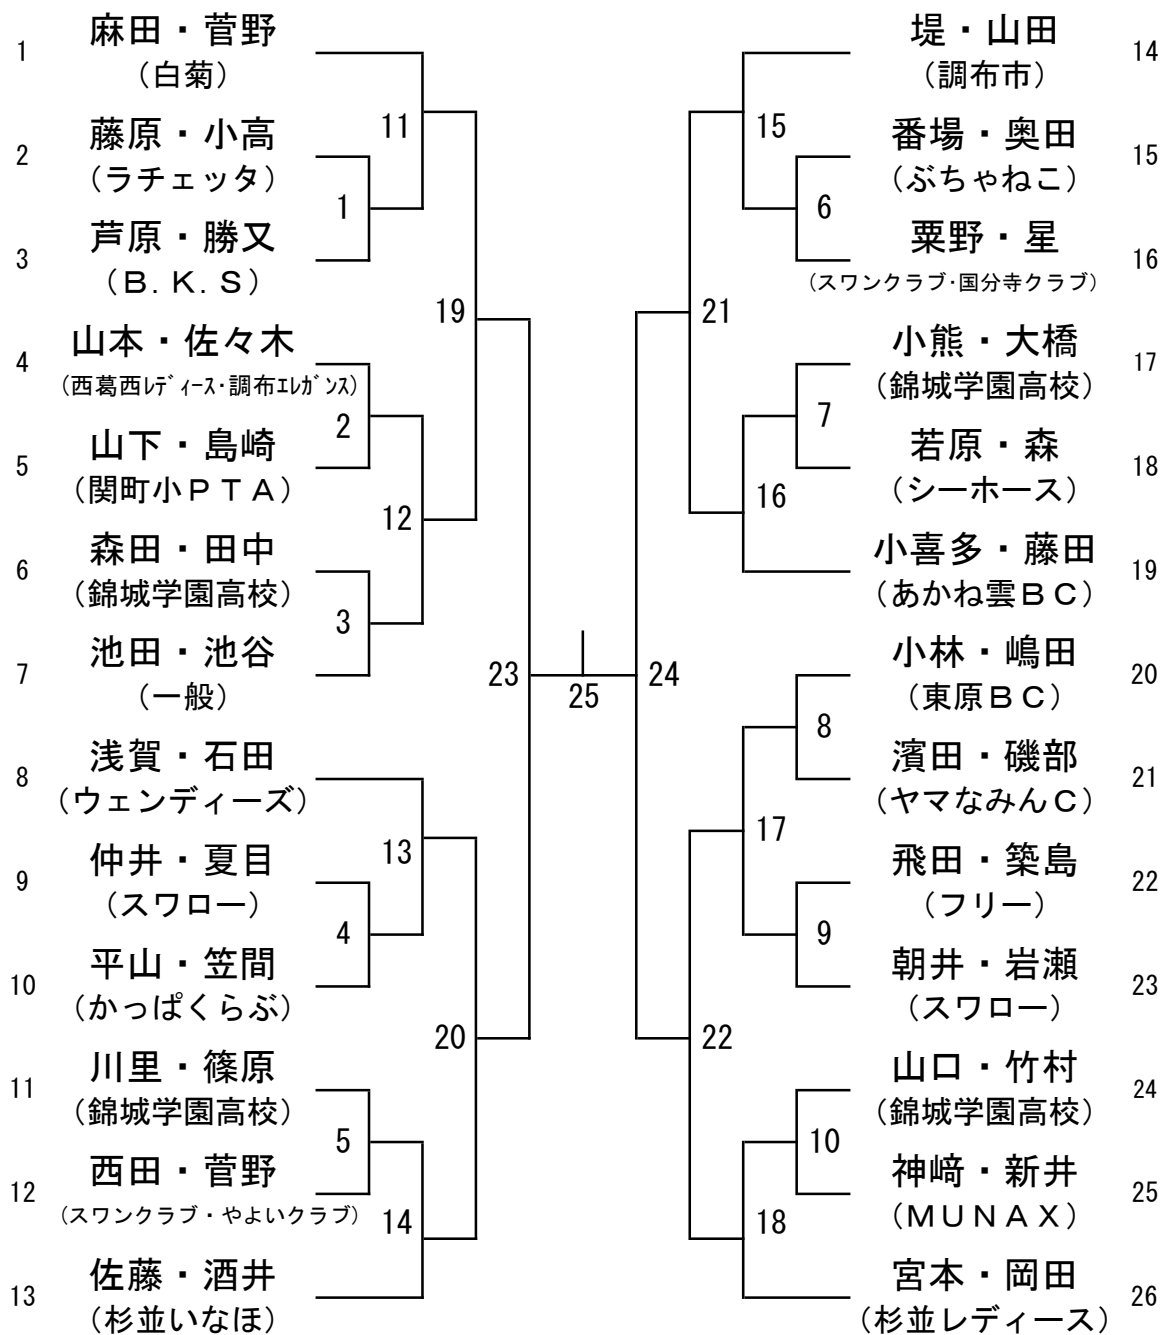 1
麻田・菅野
(白菊)
2
藤原・小高
(ラチェッタ)
3
芦原・勝又
(B.K.S)
4
山本・佐々木
(西葛西ﾚﾃﾞｨｰｽ・調布ｴﾚｶﾞﾝｽ)
5
山下・島崎
(関町小PTA)
6
森田・田中
(錦城学園高校)
7
池田・池谷
(一般)
8
浅賀・石田
(ウェンディーズ)
9
仲井・夏目
(スワロー)
10
平山・笠間
(かっぱくらぶ)
11
川里・篠原
(錦城学園高校)
12
西田・菅野
(スワンクラブ・やよいクラブ)
13
佐藤・酒井
(杉並いなほ)
11
1
19
2
12
3
23
13
4
20
5
14
25
15
6
21
7
16
24
8
17
9
22
10
18
堤・山田
14
(調布市)
番場・奥田
15
(ぶちゃねこ)
粟野・星
16
(スワンクラブ・国分寺クラブ)
小熊・大橋
17
(錦城学園高校)
若原・森
18
(シーホース)
小喜多・藤田
19
(あかね雲BC)
小林・嶋田
20
(東原BC)
濱田・磯部
21
(ヤマなみんC)
飛田・築島
22
(フリー)
朝井・岩瀬
23
(スワロー)
山口・竹村
24
(錦城学園高校)
神﨑・新井
25
(MUNAX)
宮本・岡田
26
(杉並レディース)